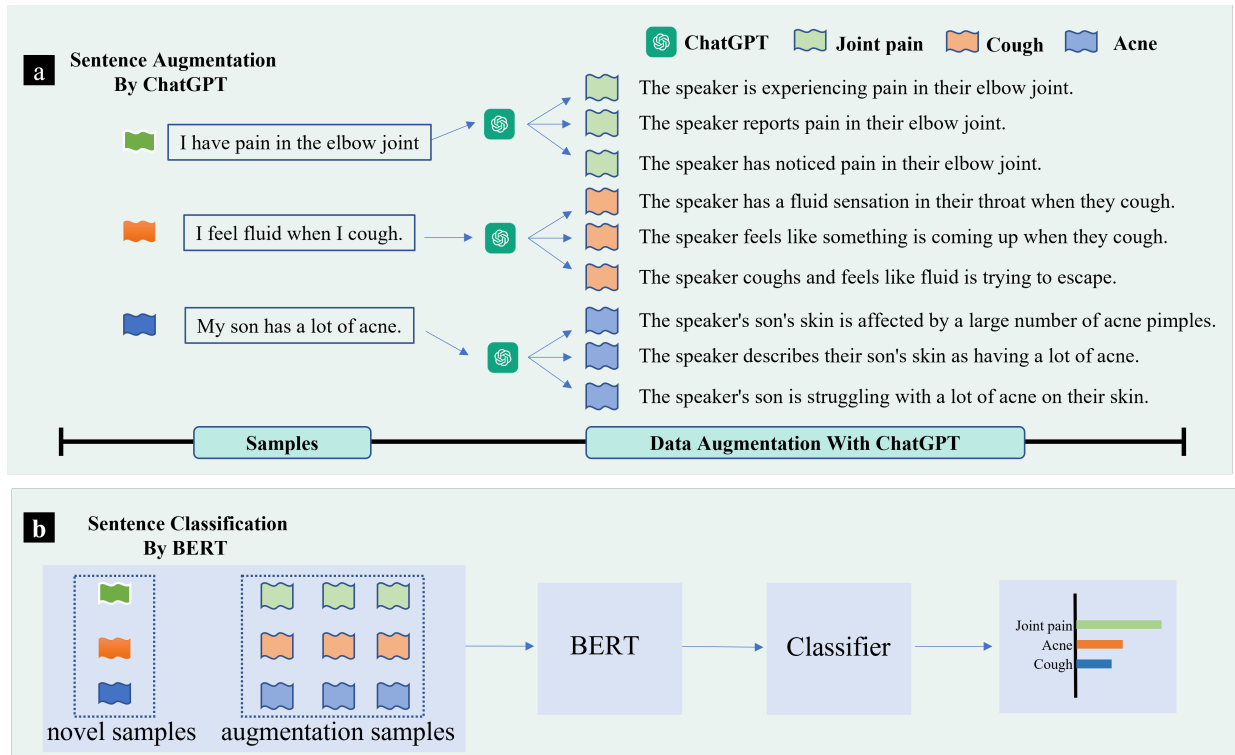 a
Sentence Augmentation
By ChatGPT
ChatGPT
Joint pain
Cough
Acne
I have pain in the elbow joint
The speaker is experiencing pain in their elbow joint.
The speaker reports pain in their elbow joint.
The speaker has noticed pain in their elbow joint.
I feel fluid when I cough.
The speaker has a fluid sensation in their throat when they cough.
The speaker feels like something is coming up when they cough.
The speaker coughs and feels like fluid is trying to escape.
My son has a lot of acne.
The speaker's son's skin is affected by a large number of acne pimples.
The speaker describes their son's skin as having a lot of acne.
The speaker's son is struggling with a lot of acne on their skin.
Samples
Data Augmentation With ChatGPT
b
Sentence Classification
By BERT
novel samples
augmentation samples
BERT
Classifier
Joint pain
Acne
Cough